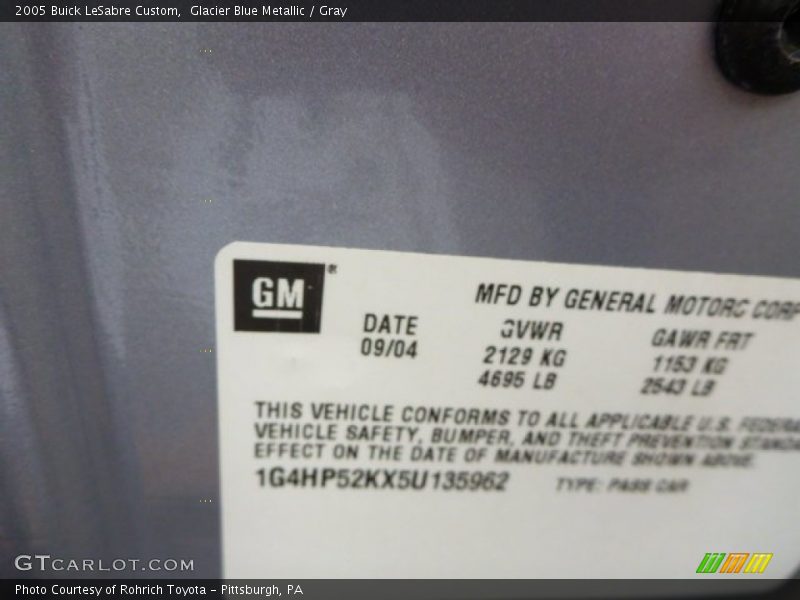 2005 Buick LeSabre Custom,  Glacier Blue Metallic / Gray
GM®
MFD BY GENERAL MOTORC CORP
DATE GVWR GAWR FRT
09/04 2129 KG 1153 KG
4695 LB 2543 LB
THIS VEHICLE CONFORMS TO ALL APPLICABLE U.S. FEDERA
VEHICLE SAFETY, BUMPER, AND THEFT PREVENTION STANDA
EFFECT ON THE DATE OF MANUFACTURE SHOWN ABOVE.
1G4HP52KX5U135962 TYPE: PASS CAR
GTCARLOT.COM
Photo Courtesy of Rohrich Toyota – Pittsburgh, PA